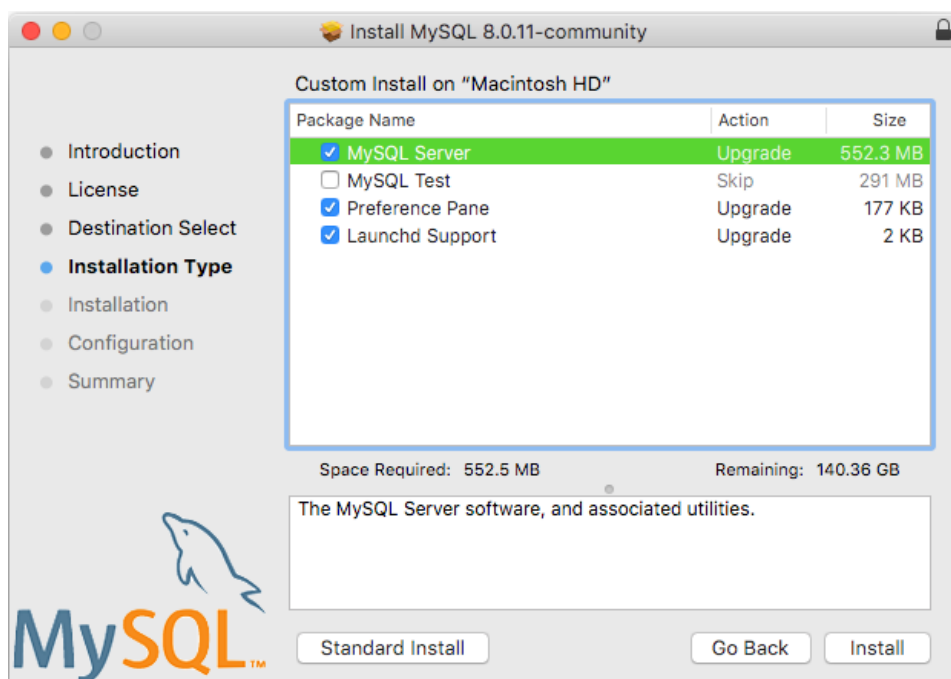 Install MySQL 8.0.11-community
Custom Install on “Macintosh HD”
Package Name Action Size
MySQL Server Upgrade 552.3 MB
MySQL Test Skip 291 MB
Preference Pane Upgrade 177 KB
Launchd Support Upgrade 2 KB
Introduction
License
Destination Select
Installation Type
Installation
Configuration
Summary
Space Required: 552.5 MB Remaining: 140.36 GB
The MySQL Server software, and associated utilities.
MySQL™
Standard Install Go Back Install